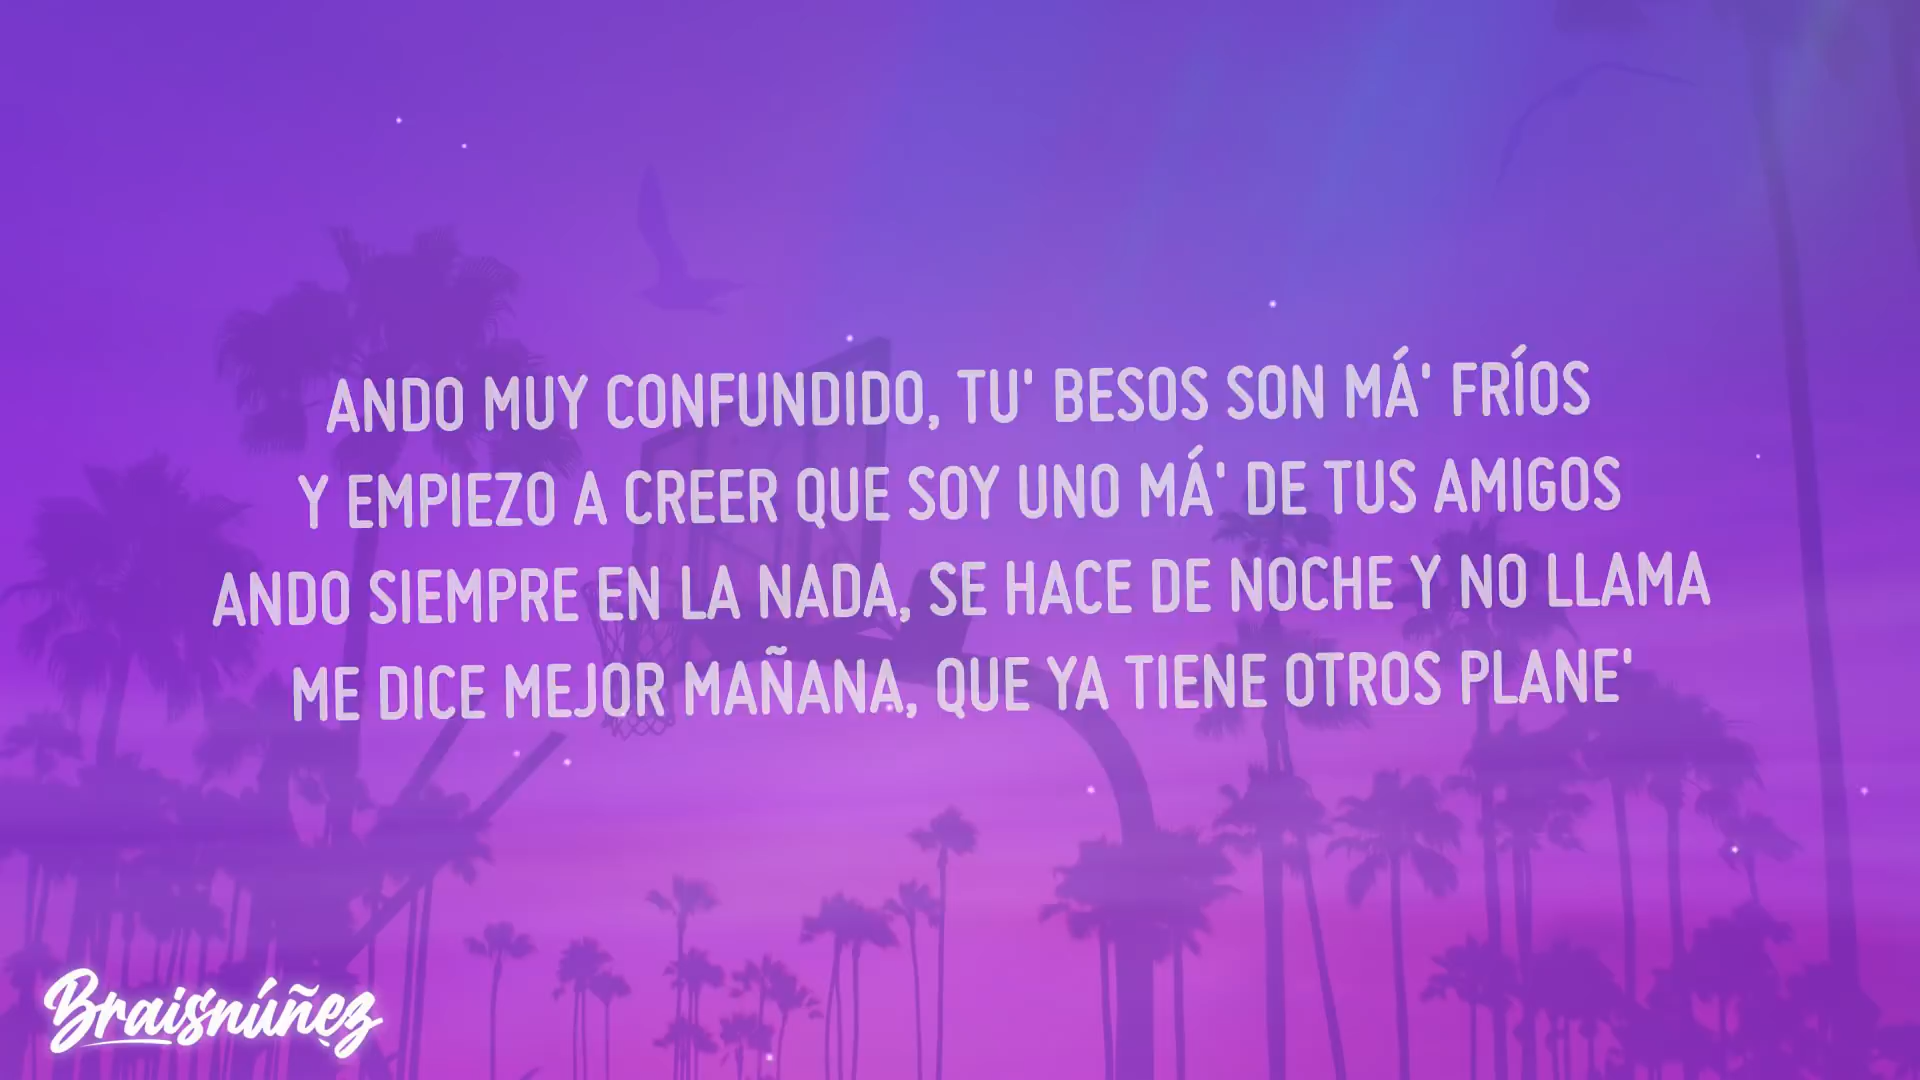 ANDO MUY CONFUNDIDO, TU' BESOS SON MÁ' FRÍOS
Y EMPIEZO A CREER QUE SOY UNO MÁ' DE TUS AMIGOS
ANDO SIEMPRE EN LA NADA, SE HACE DE NOCHE Y NO LLAMA
ME DICE MEJOR MAÑANA, QUE YA TIENE OTROS PLANE'
Braisnúñez